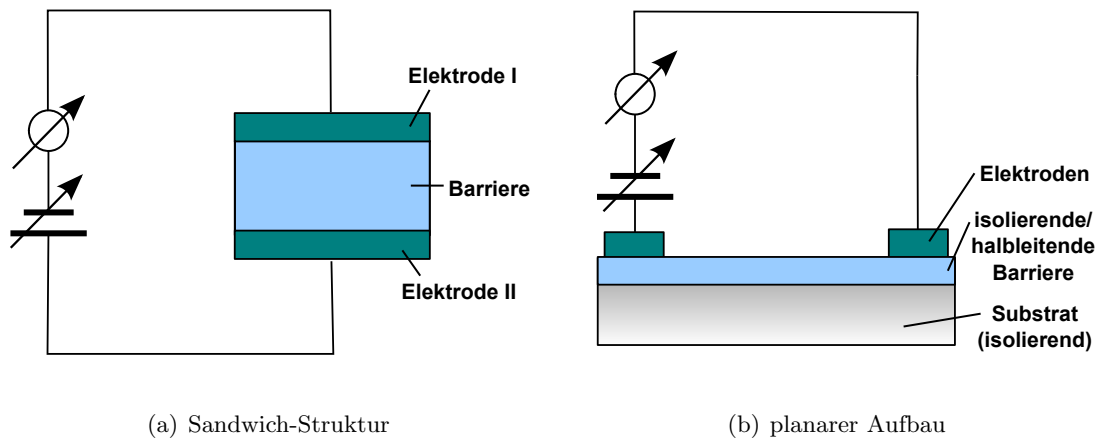 Elektrode I
Barriere
Elektrode II
(a) Sandwich-Struktur
Elektroden
isolierende/
halbleitende
Barriere
Substrat
(isolierend)
(b) planarer Aufbau